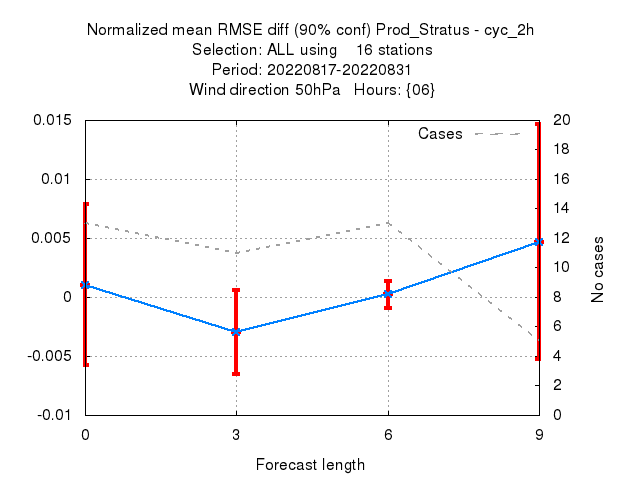 Normalized mean RMSE diff (90% conf) Prod_Stratus - cyc_2h
Selection: ALL using    16 stations
Period: 20220817-20220831
Wind direction 50hPa   Hours: {06}
Cases
0.015
0.01
0.005
0
-0.005
-0.01
20
18
16
14
12
10
8
6
4
2
0
No cases
0 3 6 9
Forecast length